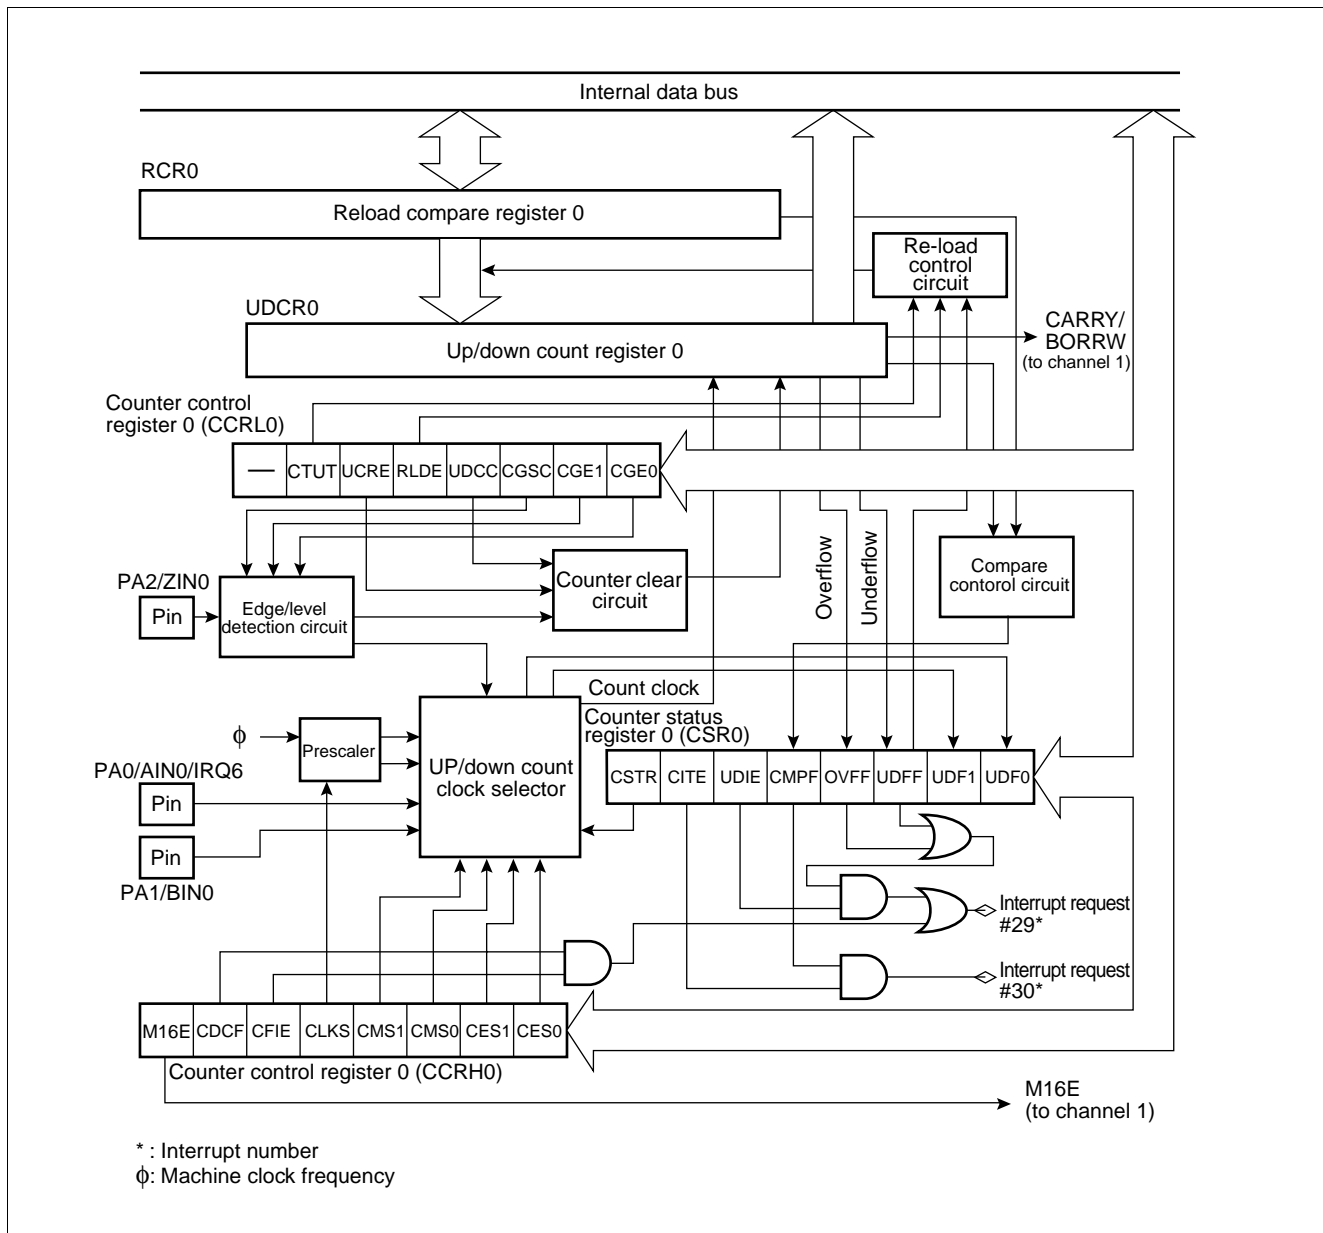 Internal data bus
RCR0
Reload compare register 0
Re-load
control
circuit
UDCR0
Up/down count register 0
CARRY/
BORRW
(to channel 1)
Counter control
register 0 (CCRL0)
— CTUT UCRE RLDE UDCC CGSC CGE1 CGE0
Overflow
Underflow
Compare
contorol circuit
PA2/ZIN0
Pin
Edge/level
detection circuit
Counter clear
circuit
Count clock
Counter status
register 0 (CSR0)
ϕ
Prescaler
UP/down count
clock selector
CSTR CITE UDIE CMPF OVFF UDFF UDF1 UDF0
PA0/AIN0/IRQ6
Pin
Pin
PA1/BIN0
Interrupt request
#29*
Interrupt request
#30*
M16E CDCF CFIE CLKS CMS1 CMS0 CES1 CES0
Counter control register 0 (CCRH0)
M16E
(to channel 1)
* : Interrupt number
ϕ: Machine clock frequency